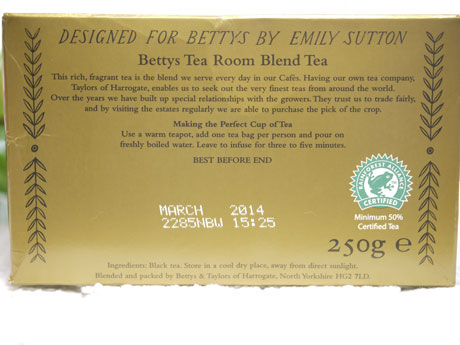 DESIGNED FOR BETTYS BY EMILY SUTTON
Bettys Tea Room Blend Tea
This rich, fragrant tea is the blend we serve every day in our Cafés. Having our own tea company,
Taylors of Harrogate, enables us to seek out the very finest teas from around the world.
Over the years we have built up special relationships with the growers. They trust us to trade fairly,
and by visiting the estates regularly we are able to purchase the pick of the crop.
Making the Perfect Cup of Tea
Use a warm teapot, add one tea bag per person and pour on
freshly boiled water. Leave to infuse for three to five minutes.
BEST BEFORE END
MARCH 2014
2285HBW 15:25
RAINFOREST ALLIANCE
CERTIFIED
Minimum 50%
Certified Tea
250g e
Ingredients: Black tea. Store in a cool dry place, away from direct sunlight.
Blended and packed by Bettys & Taylors of Harrogate, North Yorkshire HG2 7LD.